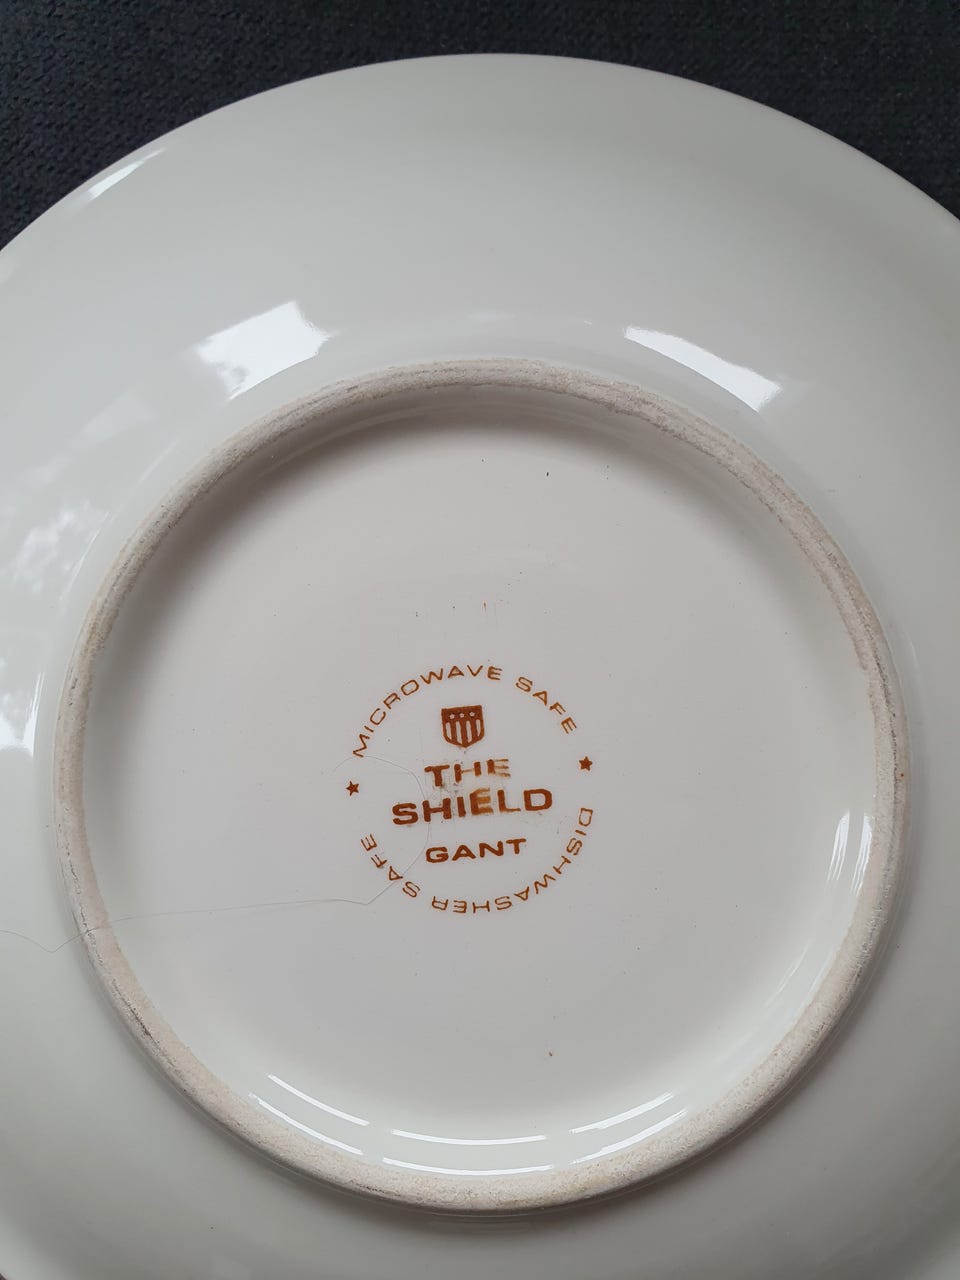 MICROWAVE SAFE
THE
SHIELD
GANT
DISHWASHER SAFE